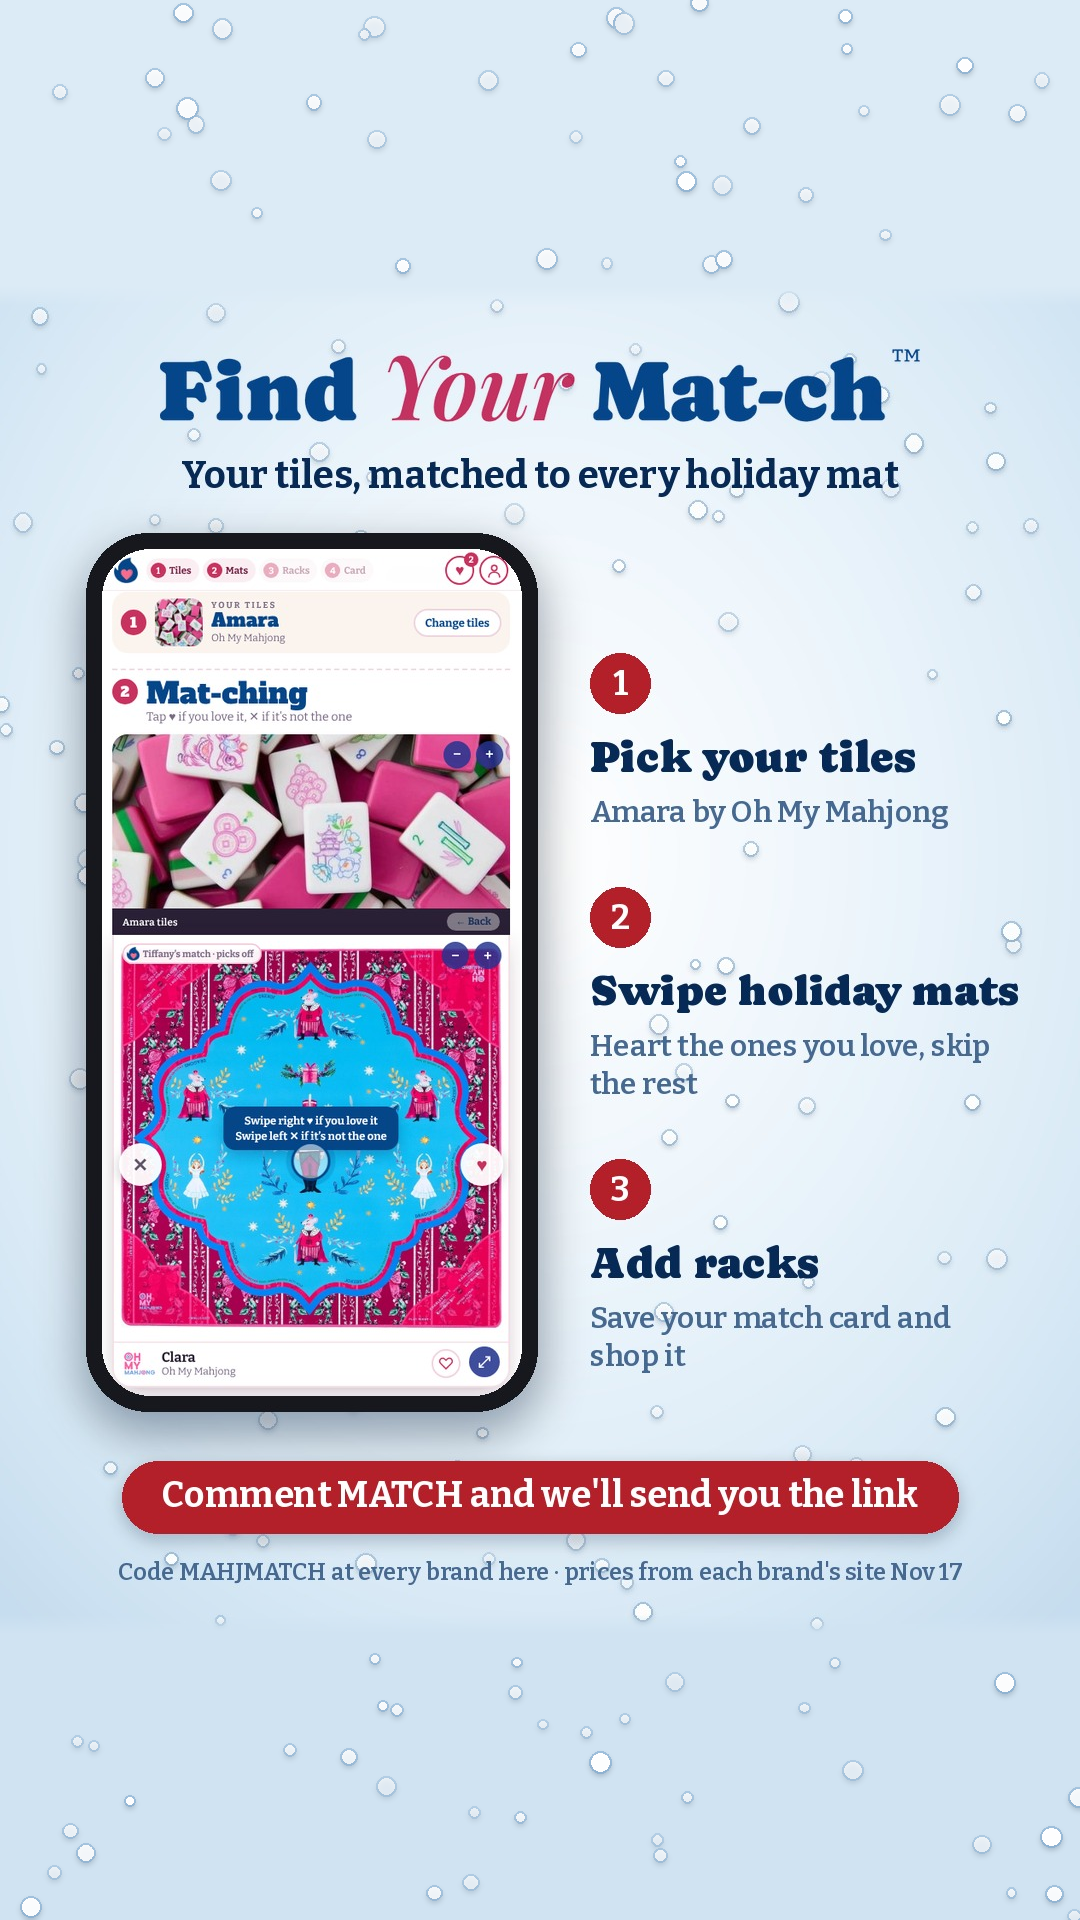 Find Your Mat-ch™
Your tiles, matched to every holiday mat
1 Tiles
2 Mats
3 Racks
4 Card
2
1
YOUR TILES
Amara
Oh My Mahjong
Change tiles
2 Mat-ching
Tap ♥ if you love it, ✕ if it's not the one
Amara tiles
← Back
Tiffany's match · picks off
Swipe right ♥ if you love it
Swipe left ✕ if it's not the one
OH
MY
OH
MY
MAHJONG
Clara
Oh My Mahjong
1
Pick your tiles
Amara by Oh My Mahjong
2
Swipe holiday mats
Heart the ones you love, skip
the rest
3
Add racks
Save your match card and
shop it
Comment MATCH and we'll send you the link
Code MAHJMATCH at every brand here · prices from each brand's site Nov 17